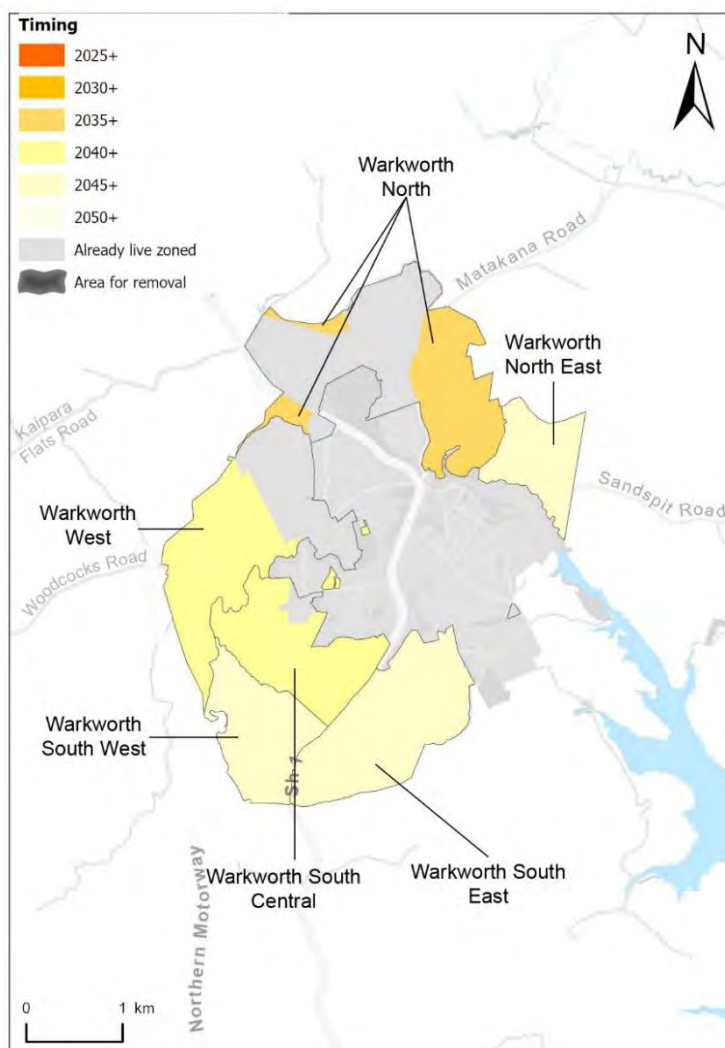 Timing
2025+
2030+
2035+
2040+
2045+
2050+
Already live zoned
Area for removal
N
Warkworth
North
Matakana Road
Warkworth
North East
Kaipara
Flats Road
Sandspit Road
Warkworth
West
Woodcocks Road
Warkworth
South West
Sh 1
Warkworth South
Central
Warkworth South
East
Northern Motorway
0
1 km